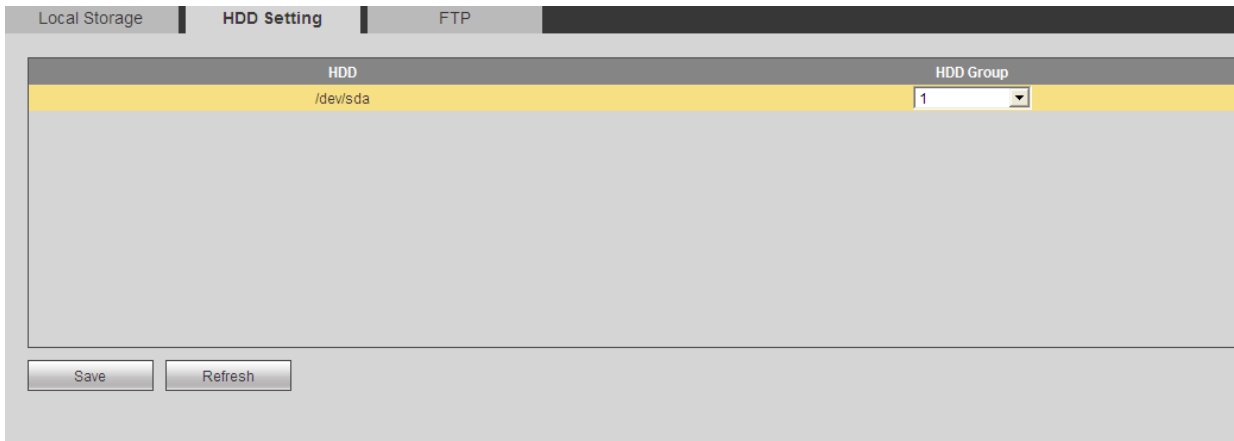 Local Storage HDD Setting FTP
HDD HDD Group
/dev/sda 1
Save Refresh